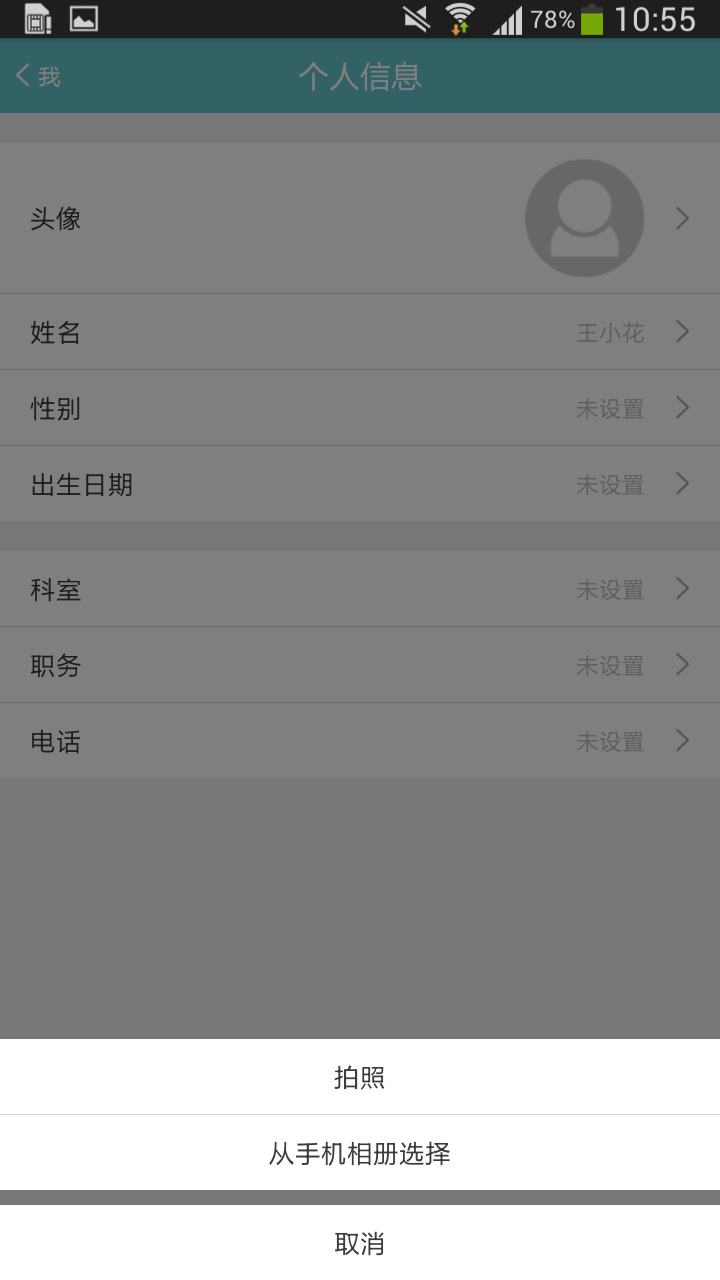 78% 10:55
我 个人信息
头像
姓名 王小花
性别 未设置
出生日期 未设置
科室 未设置
职务 未设置
电话 未设置
拍照
从手机相册选择
取消